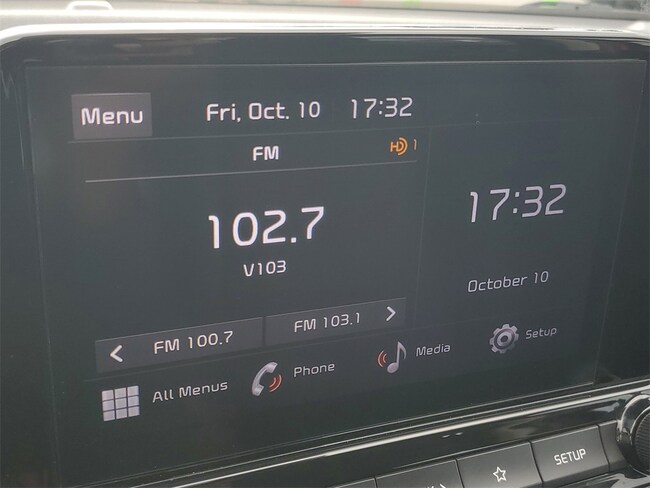 Menu
Fri, Oct. 10 17:32
FM
HD 1
102.7
V103
17:32
October 10
FM 100.7
FM 103.1
All Menus
Phone
Media
Setup
SETUP